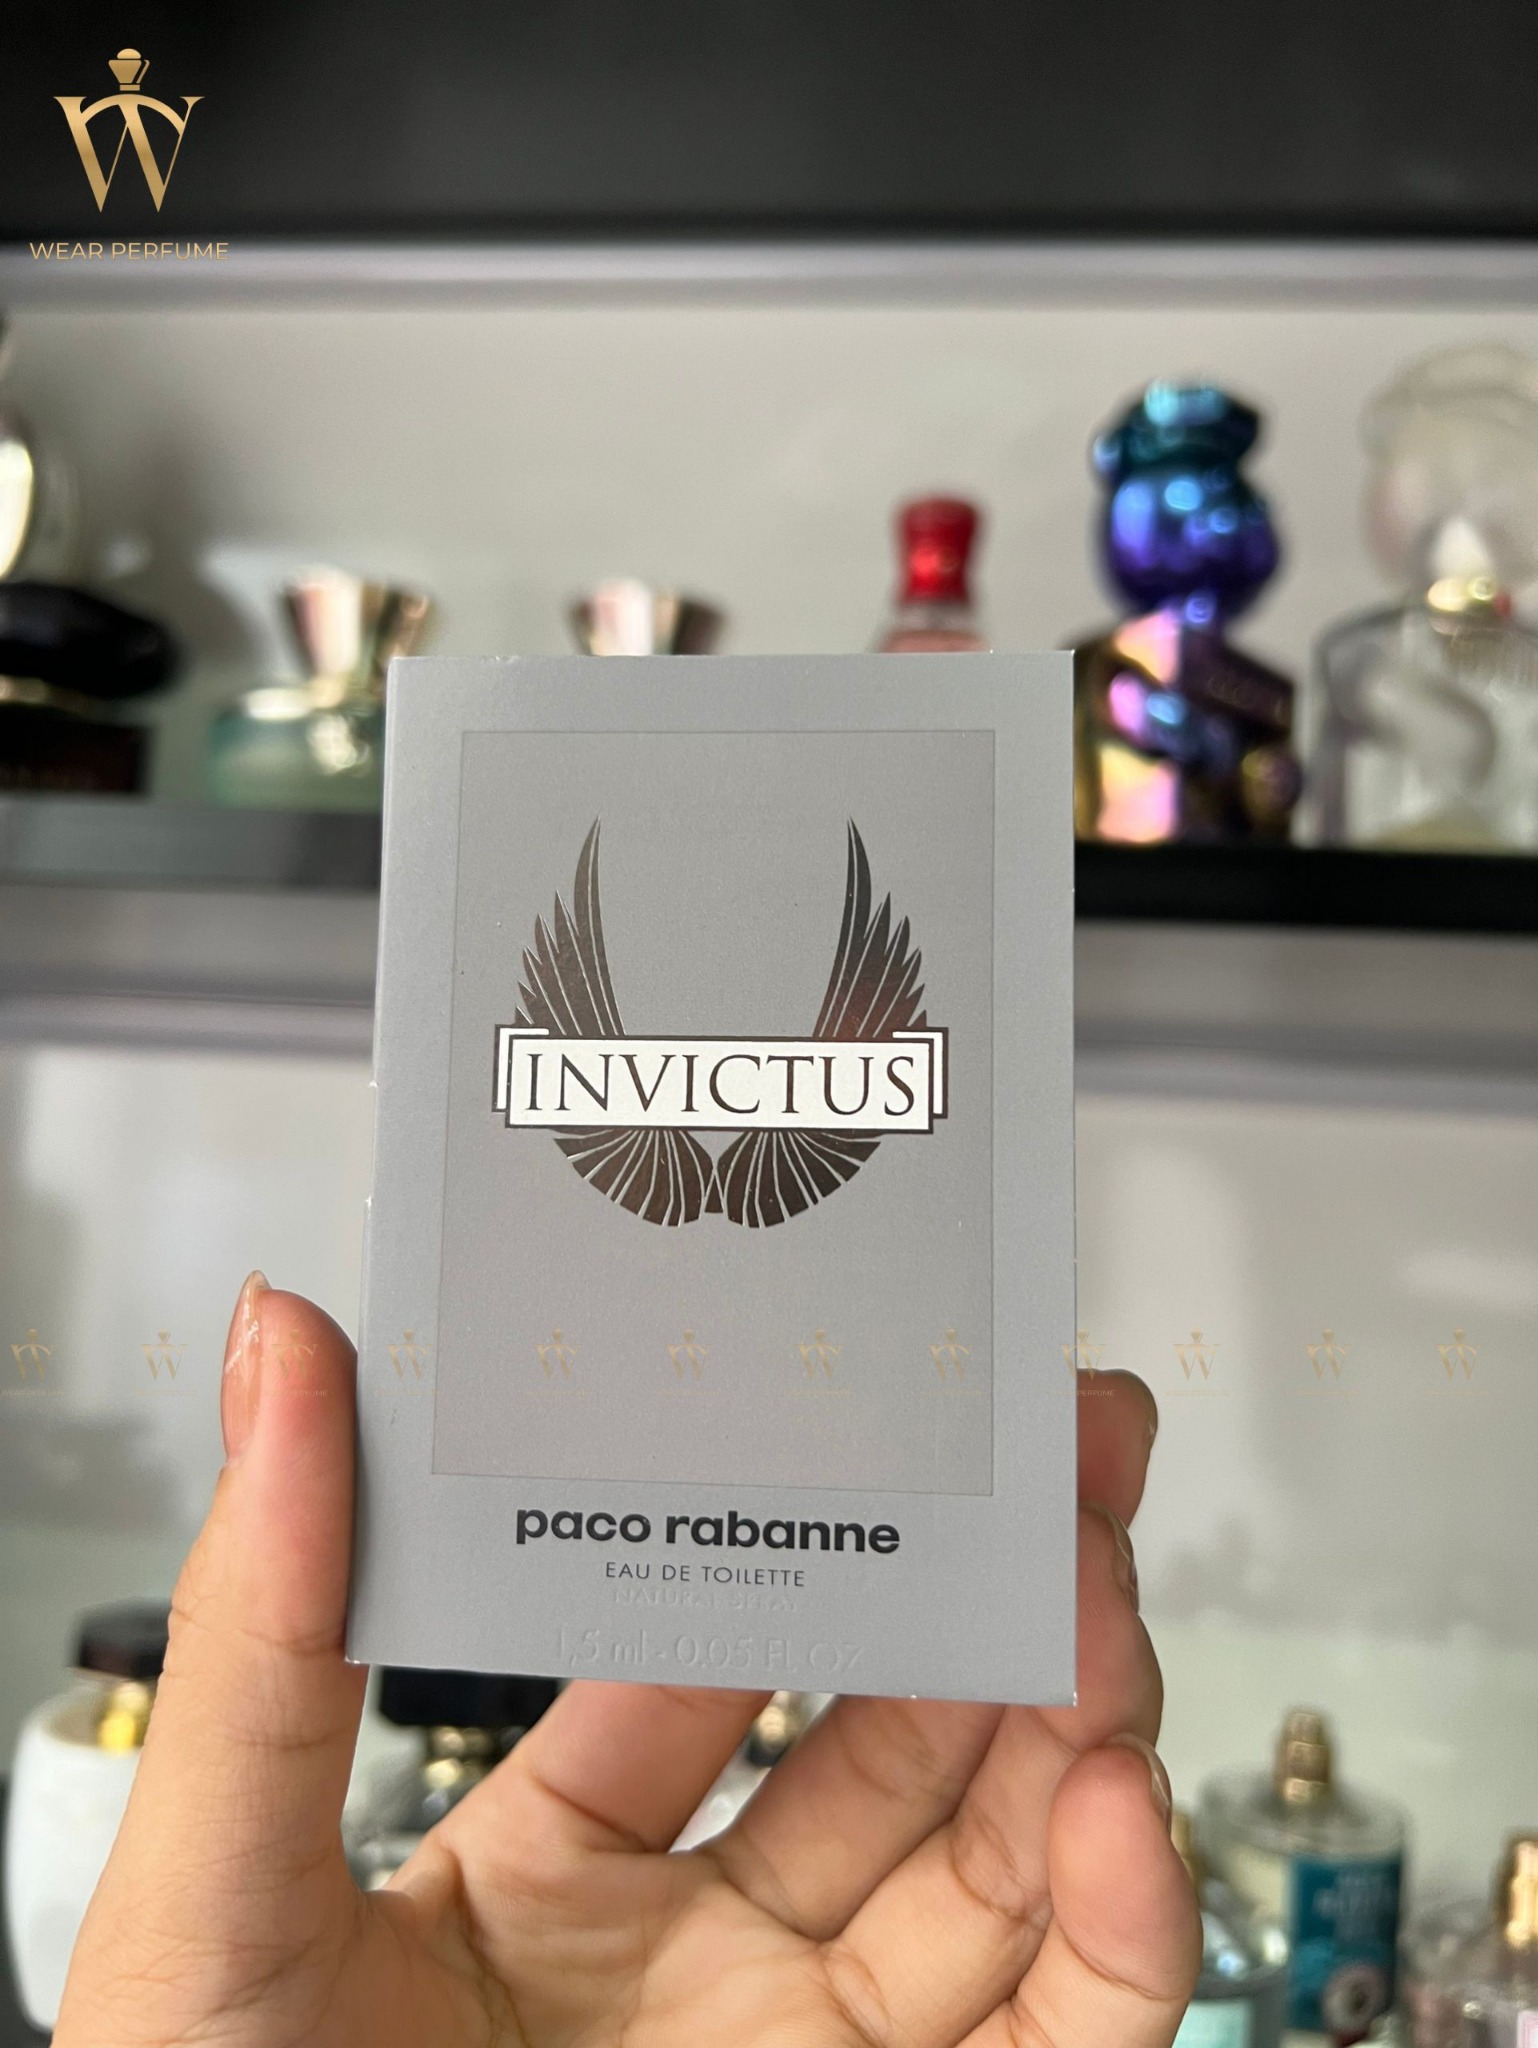 WEAR PERFUME
INVICTUS
paco rabanne
EAU DE TOILETTE
NATURAL SPRAY
1,5 ml - 0.05 FL OZ